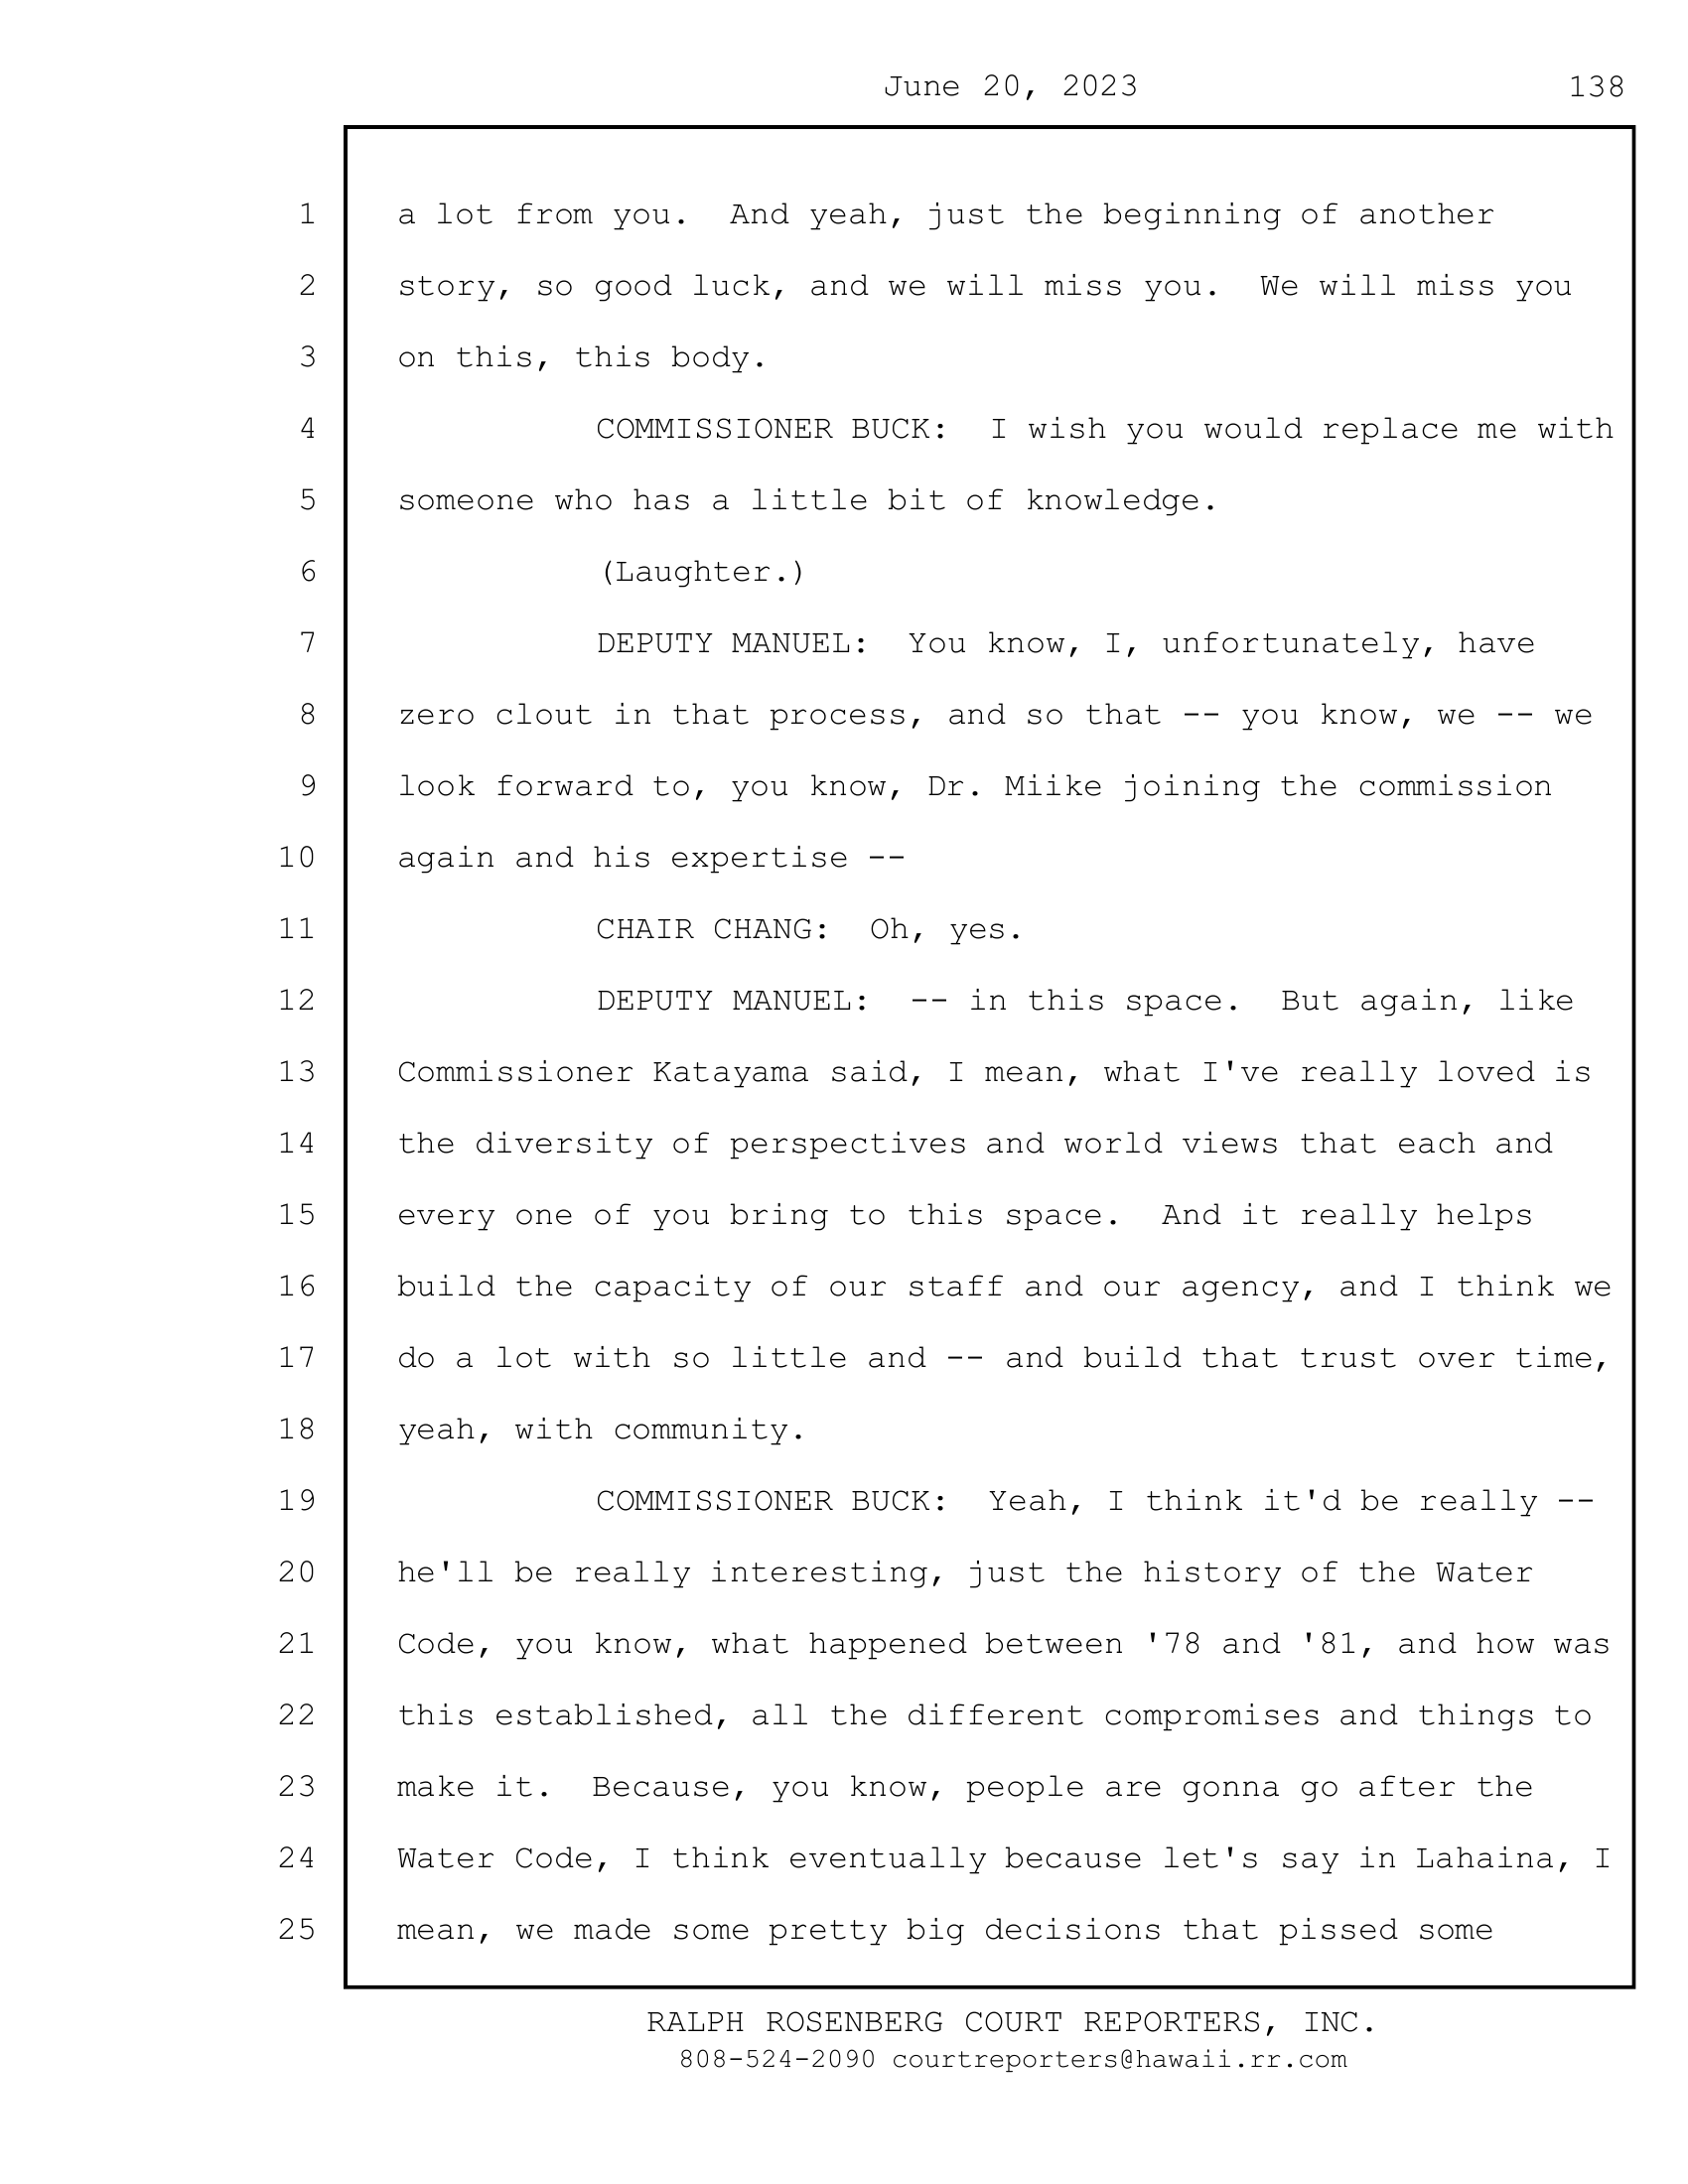 June 20, 2023 138
1 a lot from you.  And yeah, just the beginning of another
2 story, so good luck, and we will miss you.  We will miss you
3 on this, this body.
4 COMMISSIONER BUCK:  I wish you would replace me with
5 someone who has a little bit of knowledge.
6 (Laughter.)
7 DEPUTY MANUEL:  You know, I, unfortunately, have
8 zero clout in that process, and so that -- you know, we -- we
9 look forward to, you know, Dr. Miike joining the commission
10 again and his expertise --
11 CHAIR CHANG:  Oh, yes.
12 DEPUTY MANUEL:  -- in this space.  But again, like
13 Commissioner Katayama said, I mean, what I've really loved is
14 the diversity of perspectives and world views that each and
15 every one of you bring to this space.  And it really helps
16 build the capacity of our staff and our agency, and I think we
17 do a lot with so little and -- and build that trust over time,
18 yeah, with community.
19 COMMISSIONER BUCK:  Yeah, I think it'd be really --
20 he'll be really interesting, just the history of the Water
21 Code, you know, what happened between '78 and '81, and how was
22 this established, all the different compromises and things to
23 make it.  Because, you know, people are gonna go after the
24 Water Code, I think eventually because let's say in Lahaina, I
25 mean, we made some pretty big decisions that pissed some
RALPH ROSENBERG COURT REPORTERS, INC.
808-524-2090 courtreporters@hawaii.rr.com